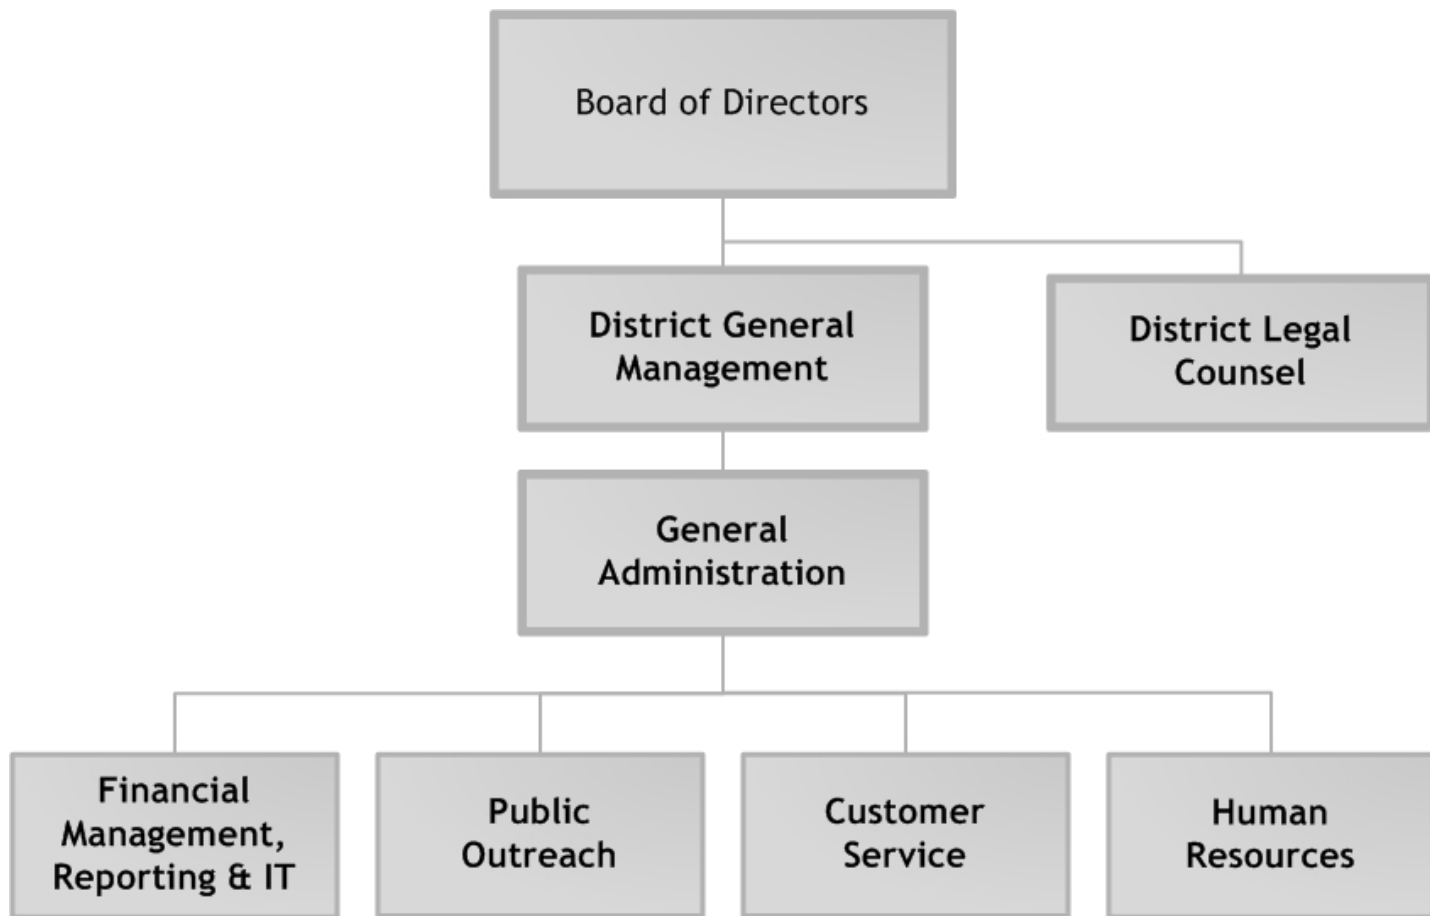 Board of Directors
District General
Management
District Legal
Counsel
General
Administration
Financial
Management,
Reporting & IT
Public
Outreach
Customer
Service
Human
Resources